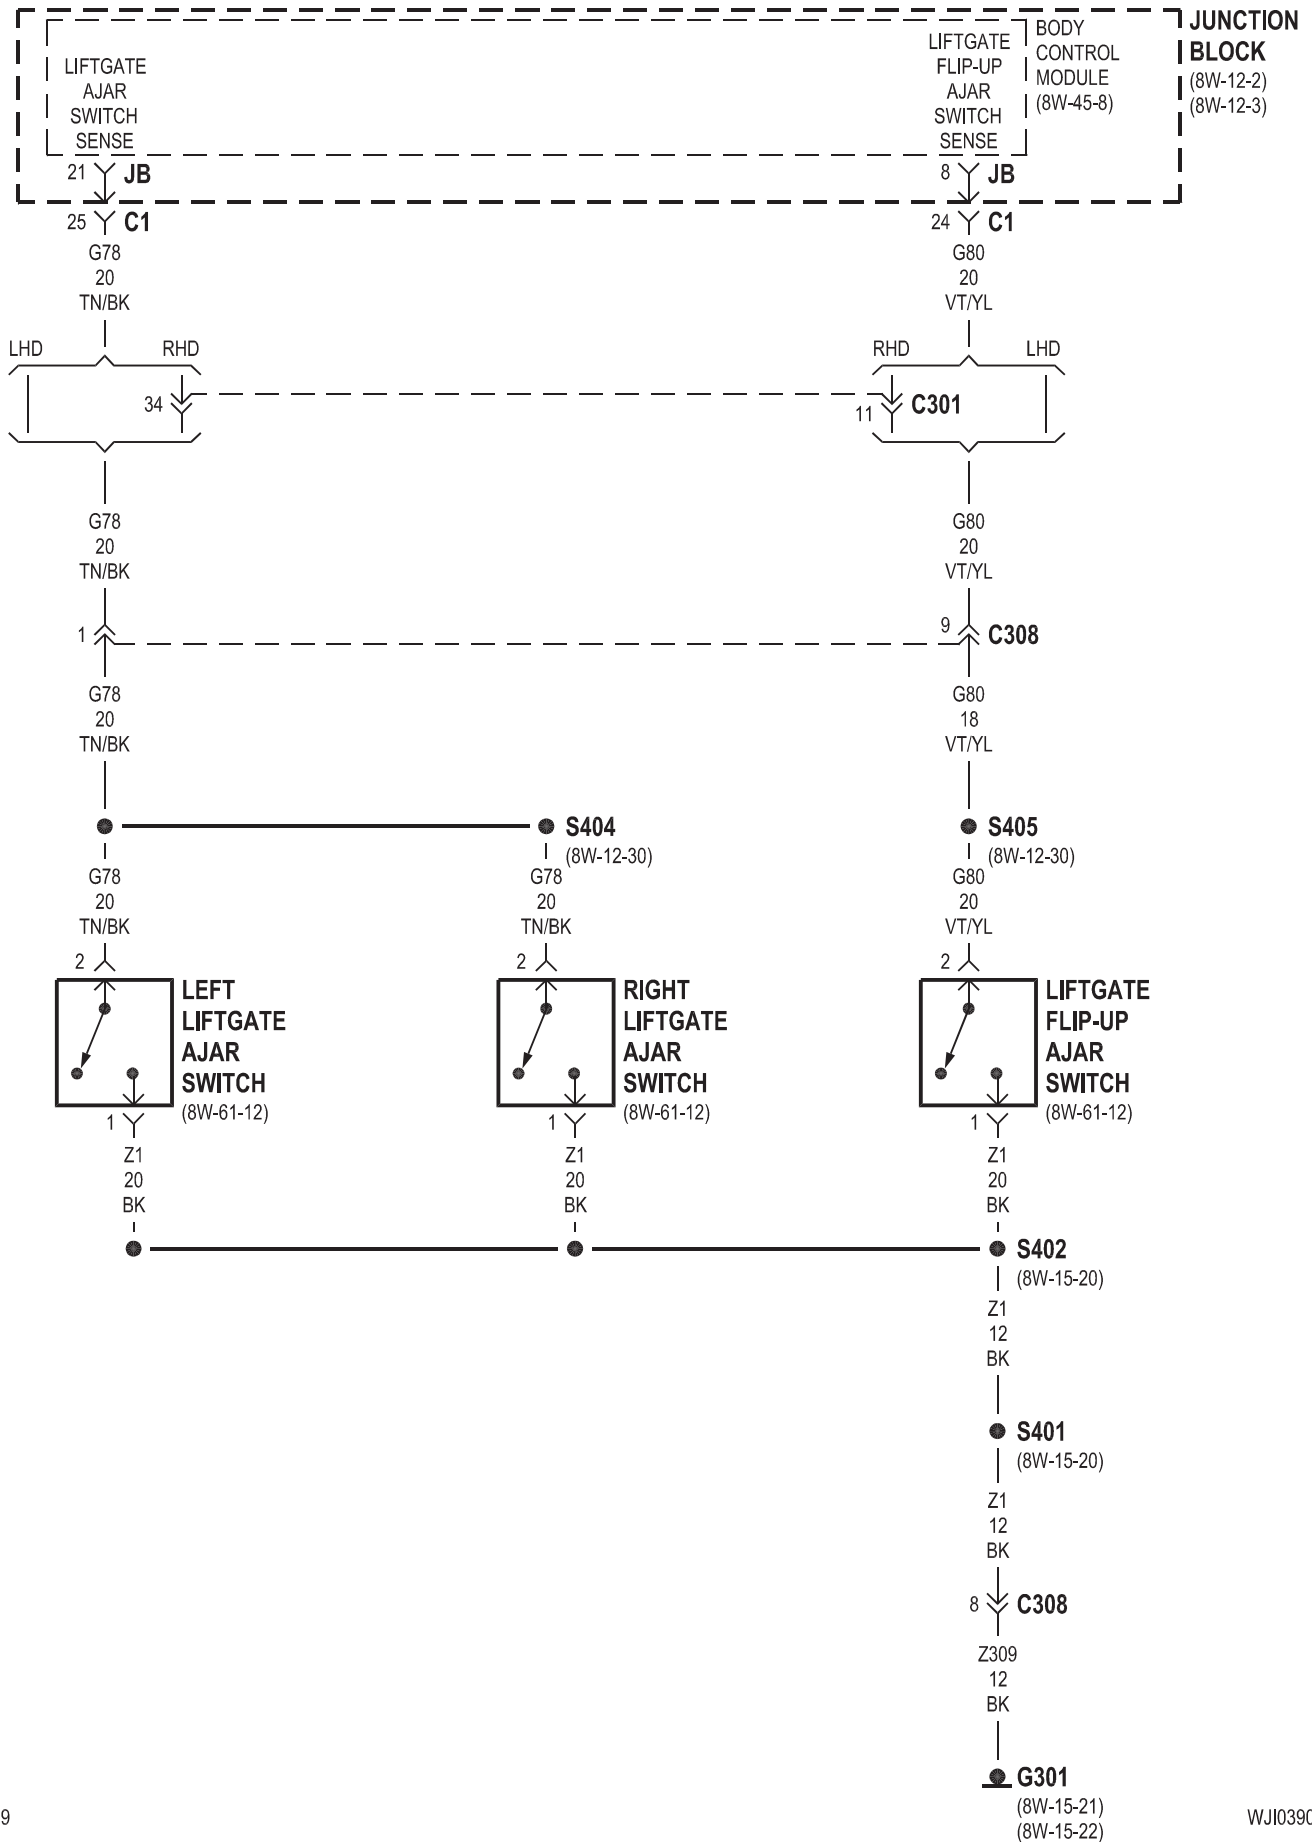 JUNCTION
BLOCK
(8W-12-2)
(8W-12-3)
BODY
CONTROL
MODULE
(8W-45-8)
LIFTGATE
AJAR
SWITCH
SENSE
LIFTGATE
FLIP-UP
AJAR
SWITCH
SENSE
21 JB
8 JB
25 C1
24 C1
G78
20
TN/BK
G80
20
VT/YL
LHD RHD
RHD LHD
34
11 C301
G78
20
TN/BK
G80
20
VT/YL
1
9 C308
G78
20
TN/BK
G80
18
VT/YL
S404
(8W-12-30)
S405
(8W-12-30)
G78
20
TN/BK
G78
20
TN/BK
G80
20
VT/YL
2
LEFT
LIFTGATE
AJAR
SWITCH
(8W-61-12)
2
RIGHT
LIFTGATE
AJAR
SWITCH
(8W-61-12)
2
LIFTGATE
FLIP-UP
AJAR
SWITCH
(8W-61-12)
1
Z1
20
BK
1
Z1
20
BK
1
Z1
20
BK
S402
(8W-15-20)
Z1
12
BK
S401
(8W-15-20)
Z1
12
BK
8 C308
Z309
12
BK
G301
(8W-15-21)
(8W-15-22)
9
WJI0390